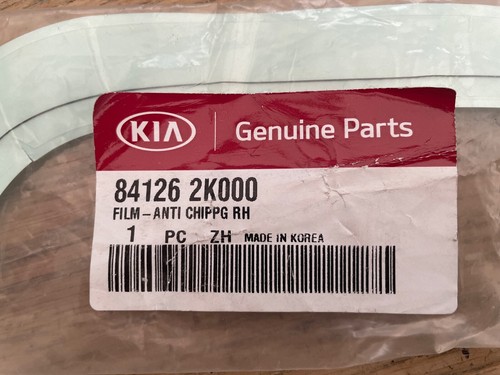 KIA Genuine Parts
84126 2K000
FILM-ANTI CHIPPG RH
1 PC ZH MADE IN KOREA